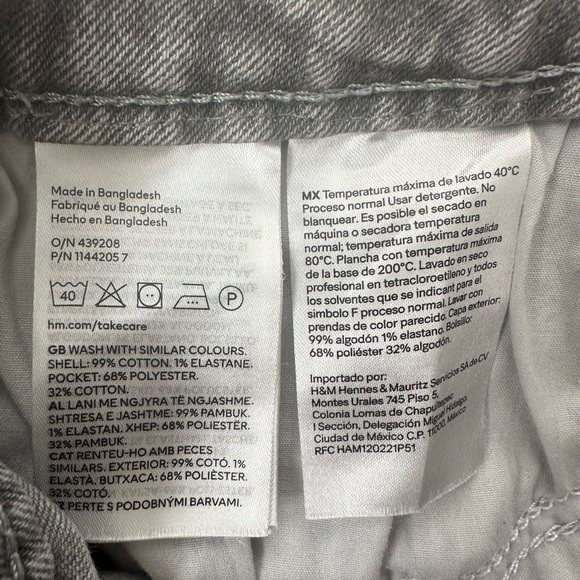 Made in Bangladesh
Fabriqué au Bangladesh
Hecho en Bangladesh
O/N 439208
P/N 1144205 7
40
P
hm.com/takecare
GB WASH WITH SIMILAR COLOURS.
SHELL: 99% COTTON. 1% ELASTANE.
POCKET: 68% POLYESTER.
32% COTTON.
AL LANI ME NGJYRA TË NGJASHME.
SHTRESA E JASHTME: 99% PAMBUK.
1% ELASTAN. XHEP: 68% POLIESTËR.
32% PAMBUK.
CAT RENTEU-HO AMB PECES
SIMILARS. EXTERIOR: 99% COTÓ. 1%
ELASTÀ. BUTXACA: 68% POLIÈSTER.
32% COTÓ.
CZ PERTE S PODOBNÝMI BARVAMI.
MX Temperatura máxima de lavado 40°C
Proceso normal Usar detergente. No
blanquear. Es posible el secado en
máquina o secadora temperatura
normal; temperatura máxima de salida
80°C. Plancha con temperatura máxima
de la base de 200°C. Lavado en seco
profesional en tetracloroetileno y todos
los solventes que se indican para el
simbolo F proceso normal. Lavar con
prendas de color parecido. Capa exterior:
99% algodón 1% elastano. Bolsillo:
68% poliéster 32% algodón.
Importado por:
H&M Hennes & Mauritz Servicios SA de CV
Montes Urales 745 Piso 5,
Colonia Lomas de Chapultepec
I Sección, Delegación Miguel Hidalgo,
Ciudad de México C.P. 11000, México
RFC HAM120221P51